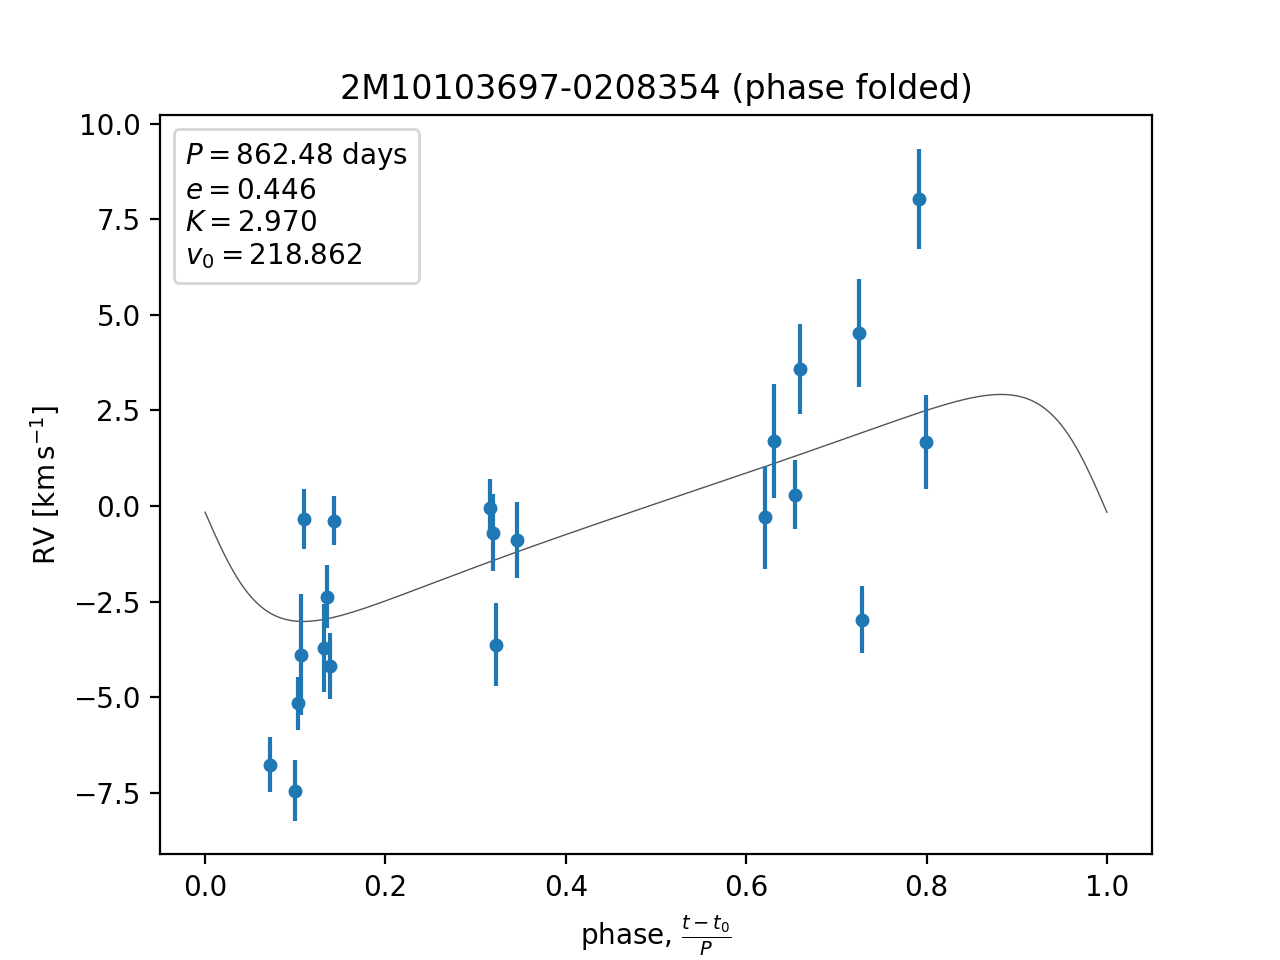 2M10103697-0208354 (phase folded)
P = 862.48 days
e = 0.446
K = 2.970
v₀ = 218.862
10.0
7.5
5.0
2.5
0.0
−2.5
−5.0
−7.5
RV [km s⁻¹]
0.0 0.2 0.4 0.6 0.8 1.0
phase, (t − t₀)/P